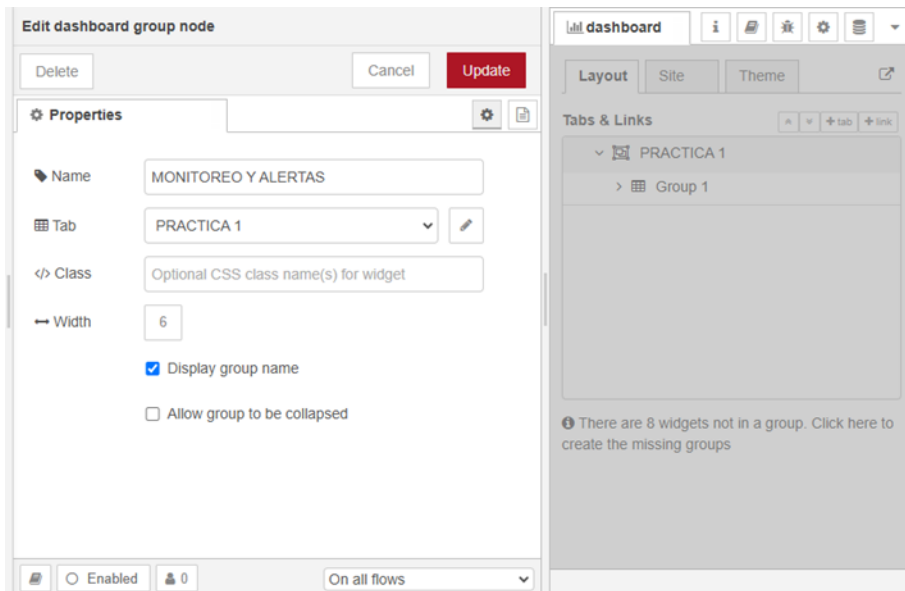 Edit dashboard group node
Delete
Cancel
Update
Properties
Name
MONITOREO Y ALERTAS
Tab
PRACTICA 1
</> Class
Optional CSS class name(s) for widget
Width
6
Display group name
Allow group to be collapsed
Enabled
0
On all flows
dashboard
i
Layout
Site
Theme
Tabs & Links
+ tab
+ link
PRACTICA 1
Group 1
There are 8 widgets not in a group. Click here to
create the missing groups